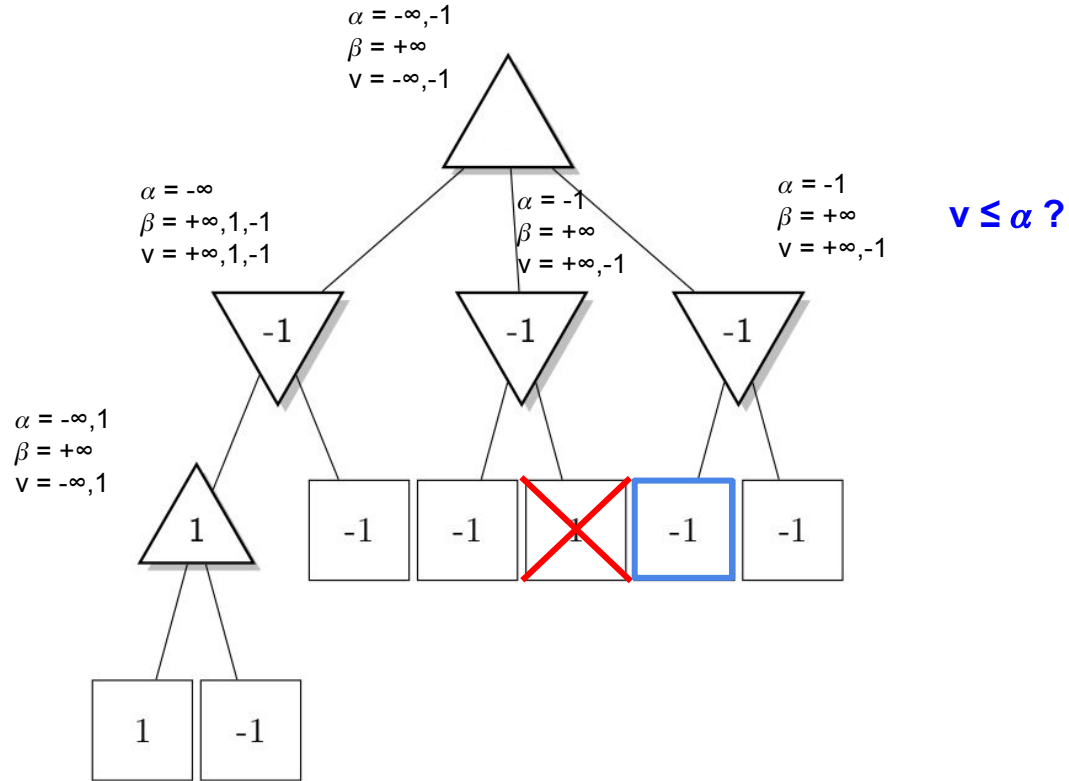 α = -∞,-1
β = +∞
v = -∞,-1
α = -∞
β = +∞,1,-1
v = +∞,1,-1
α = -1
β = +∞
v = +∞,-1
α = -1
β = +∞
v = +∞,-1
v ≤ α ?
-1
-1
-1
α = -∞,1
β = +∞
v = -∞,1
1
-1
-1
1
-1
-1
1
-1